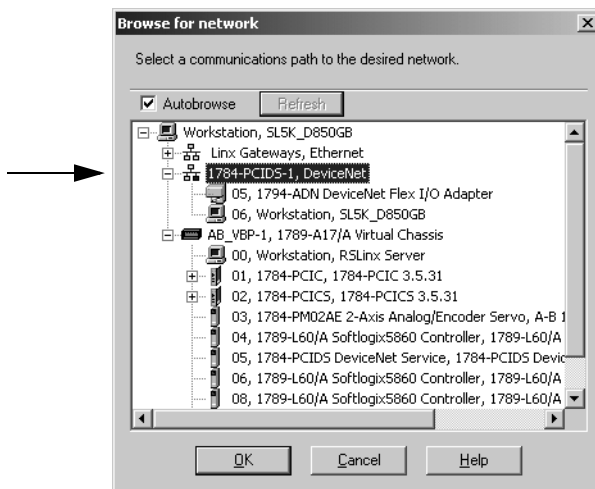 Browse for network
Select a communications path to the desired network.
Autobrowse Refresh
Workstation, SL5K_D850GB
Linx Gateways, Ethernet
1784-PCIDS-1, DeviceNet
05, 1794-ADN DeviceNet Flex I/O Adapter
06, Workstation, SL5K_D850GB
AB_VBP-1, 1789-A17/A Virtual Chassis
00, Workstation, RSLinx Server
01, 1784-PCIC, 1784-PCIC 3.5.31
02, 1784-PCICS, 1784-PCICS 3.5.31
03, 1784-PM02AE 2-Axis Analog/Encoder Servo, A-B 1
04, 1789-L60/A Softlogix5860 Controller, 1789-L60/A
05, 1784-PCIDS DeviceNet Service, 1784-PCIDS Devic
06, 1789-L60/A Softlogix5860 Controller, 1789-L60/A
08, 1789-L60/A Softlogix5860 Controller, 1789-L60/A
OK Cancel Help